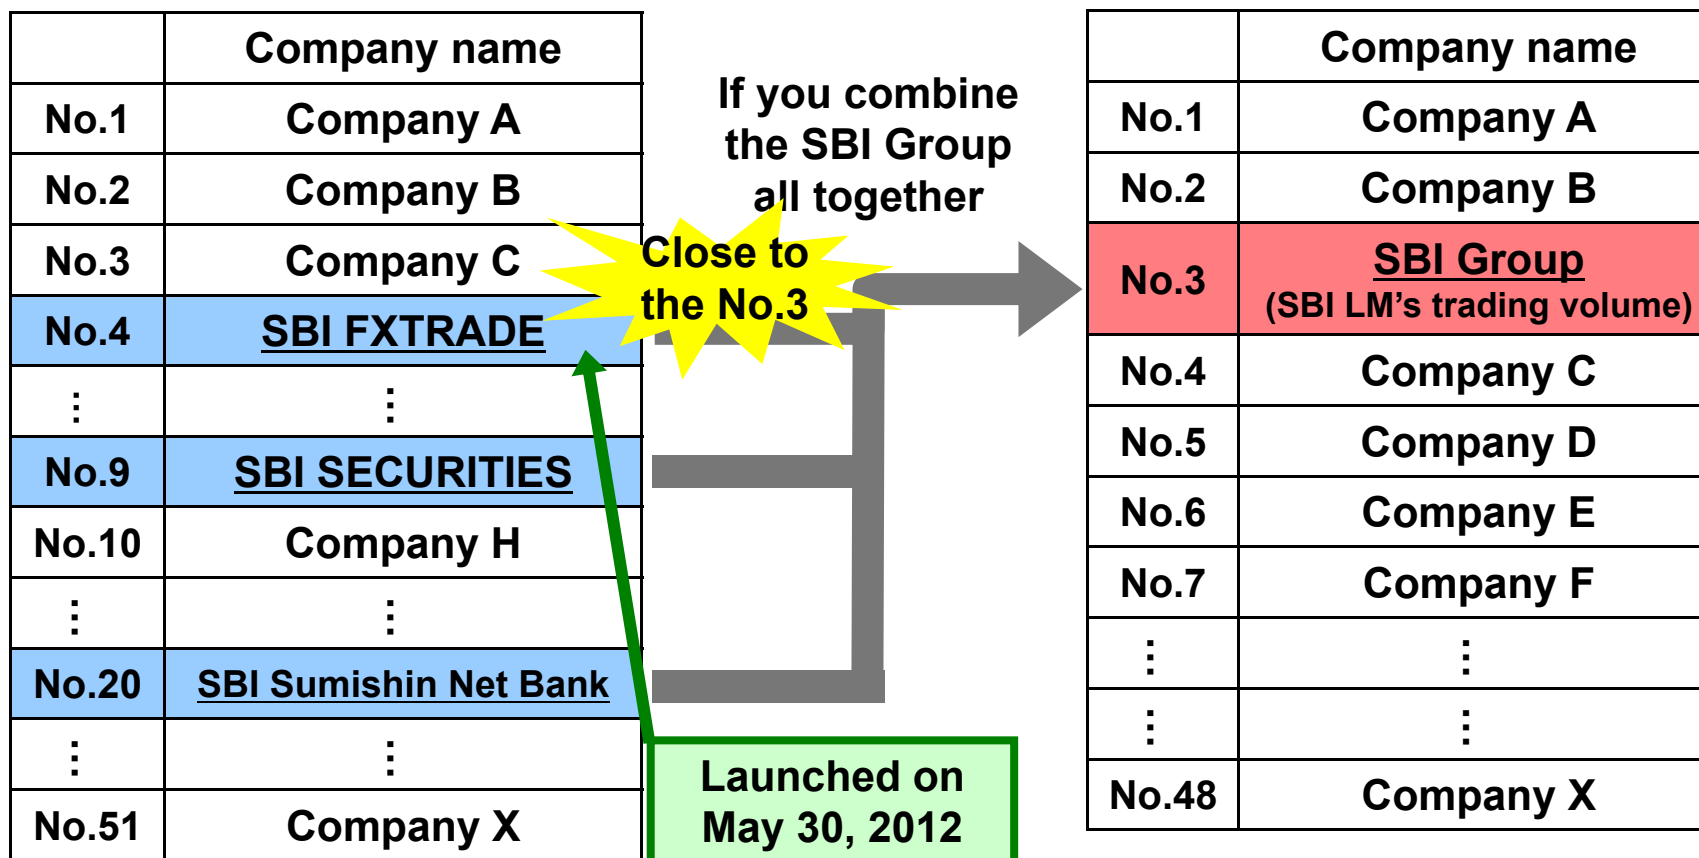 Company name
No.1 Company A
No.2 Company B
No.3 Company C
No.4 SBI FXTRADE
⋮ ⋮
No.9 SBI SECURITIES
No.10 Company H
⋮ ⋮
No.20 SBI Sumishin Net Bank
⋮ ⋮
No.51 Company X
If you combine
the SBI Group
all together
Close to
the No.3
Launched on
May 30, 2012
Company name
No.1 Company A
No.2 Company B
No.3 SBI Group
(SBI LM’s trading volume)
No.4 Company C
No.5 Company D
No.6 Company E
No.7 Company F
⋮ ⋮
⋮ ⋮
No.48 Company X